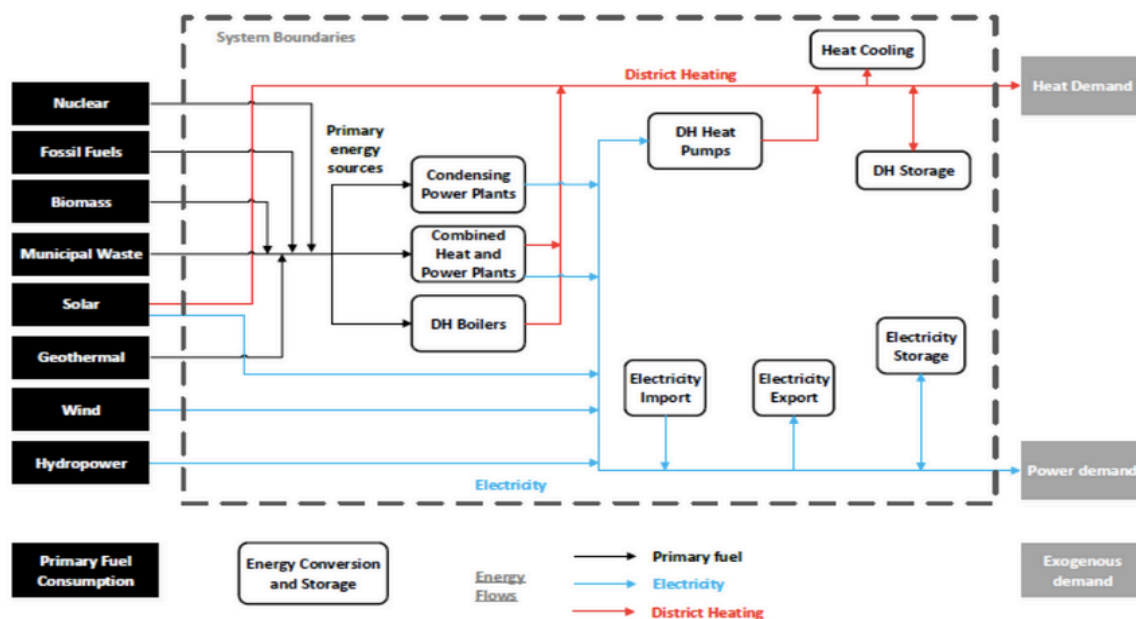 System Boundaries
Heat Cooling
District Heating
Nuclear
Heat Demand
Fossil Fuels
Primary
energy
sources
DH Heat
Pumps
Biomass
Condensing
Power Plants
DH Storage
Municipal Waste
Combined
Heat and
Power Plants
Solar
DH Boilers
Geothermal
Electricity
Storage
Electricity
Import
Electricity
Export
Wind
Hydropower
Electricity
Power demand
Primary Fuel
Consumption
Energy Conversion
and Storage
Energy
Flows
Primary fuel
Electricity
District Heating
Exogenous
demand